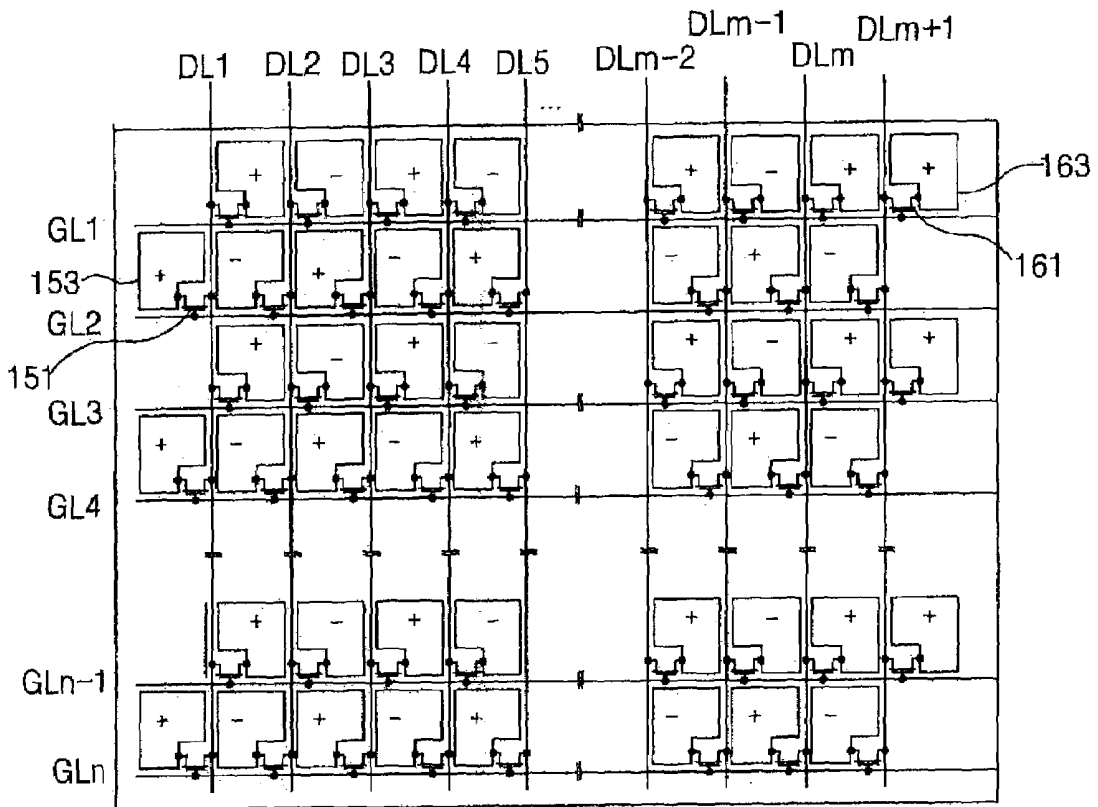 DLm-1 DLm+1
DL1 DL2 DL3 DL4 DL5 DLm-2 DLm
...
+ - + - + - + + 163
GL1
153 + - + - + - + - 161
GL2
151 + - + - + - + +
GL3
+ - + - + - + -
GL4
+ - + - + - + +
GLn-1
+ - + - + - + -
GLn